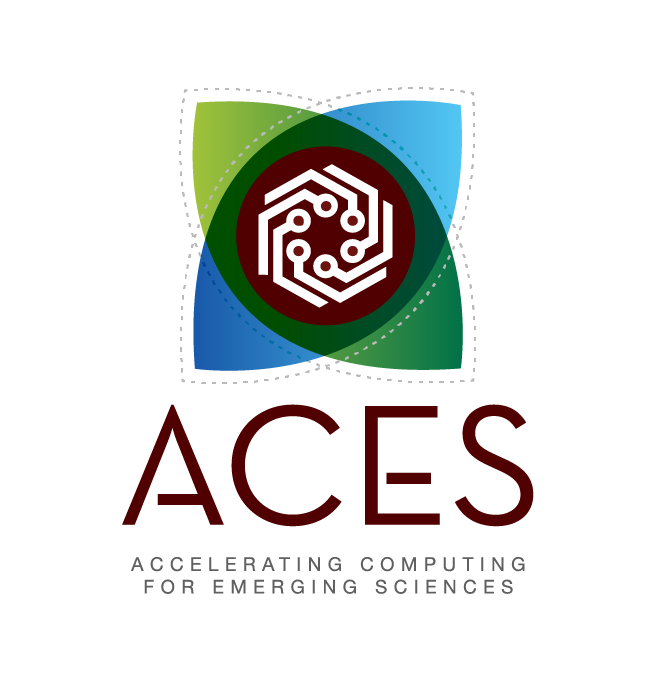 ACES
ACCELERATING COMPUTING
FOR EMERGING SCIENCES